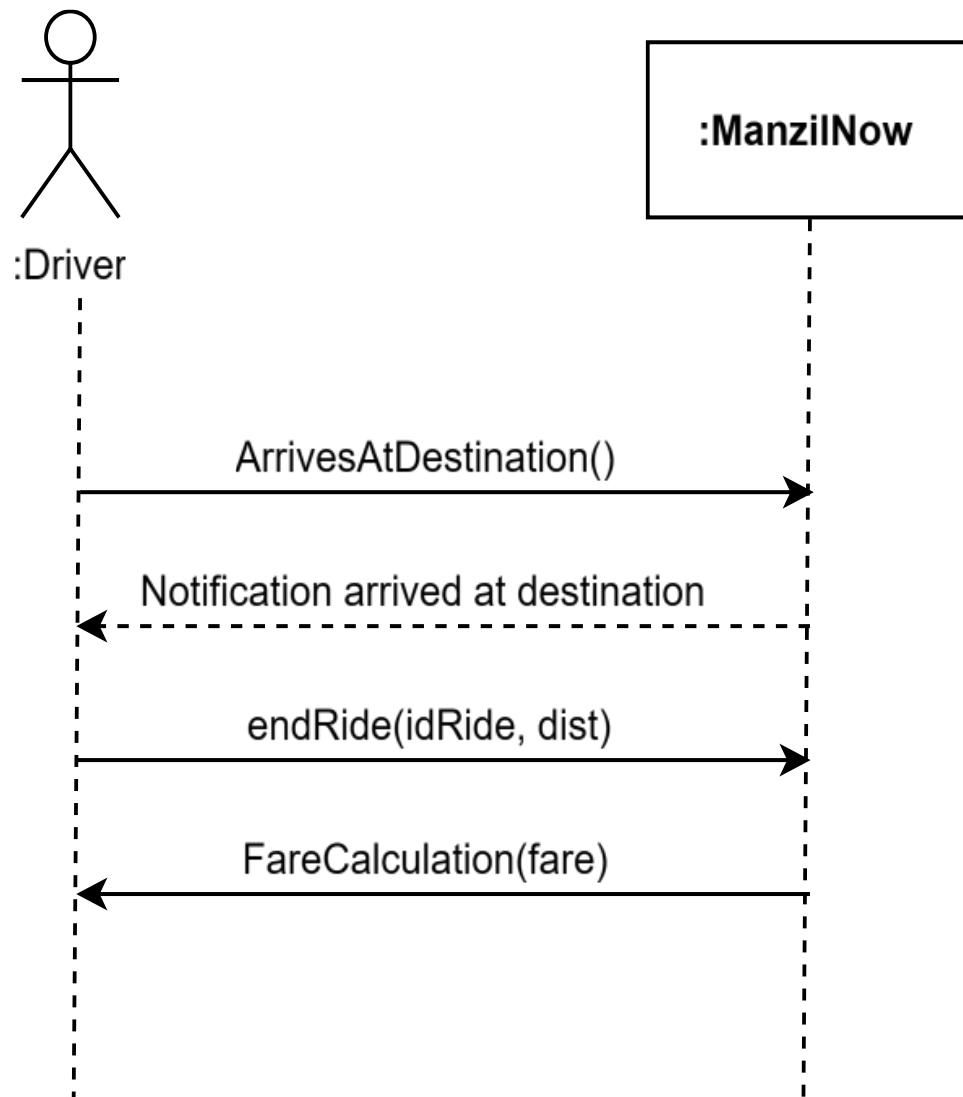 :ManzilNow
:Driver
ArrivesAtDestination()
Notification arrived at destination
endRide(idRide, dist)
FareCalculation(fare)